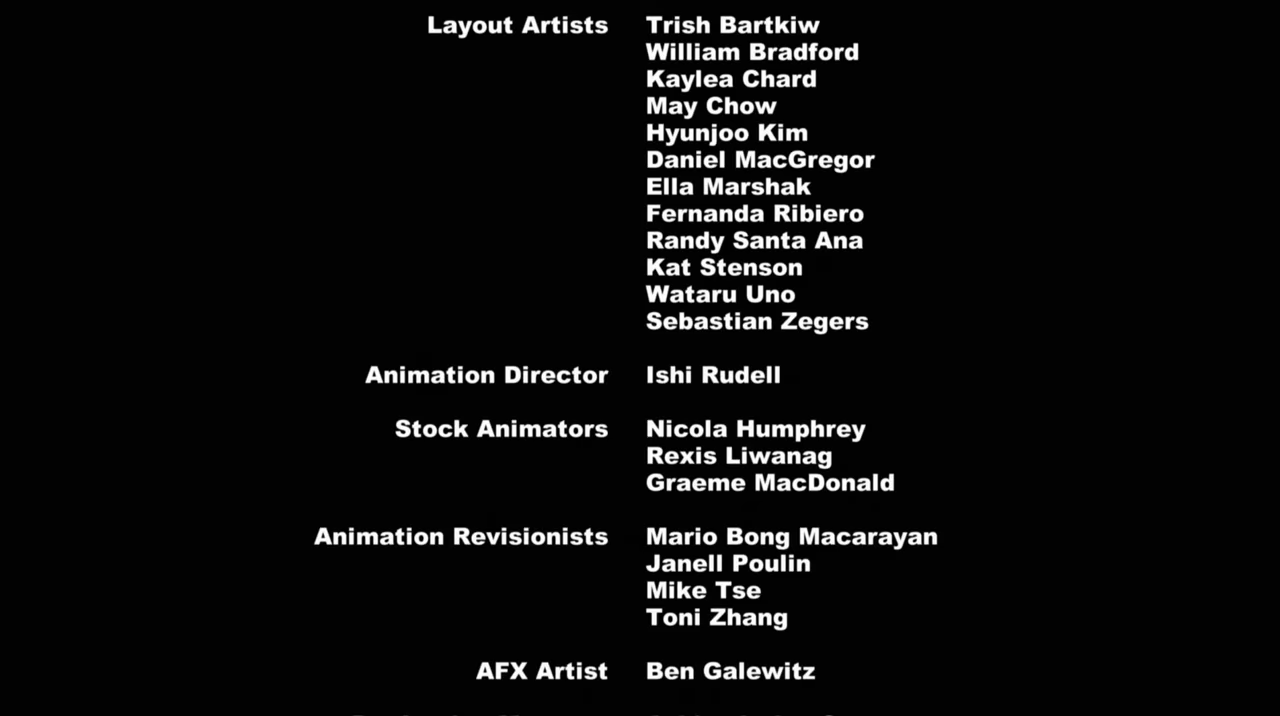 Layout Artists Trish Bartkiw
William Bradford
Kaylea Chard
May Chow
Hyunjoo Kim
Daniel MacGregor
Ella Marshak
Fernanda Ribiero
Randy Santa Ana
Kat Stenson
Wataru Uno
Sebastian Zegers
Animation Director Ishi Rudell
Stock Animators Nicola Humphrey
Rexis Liwanag
Graeme MacDonald
Animation Revisionists Mario Bong Macarayan
Janell Poulin
Mike Tse
Toni Zhang
AFX Artist Ben Galewitz